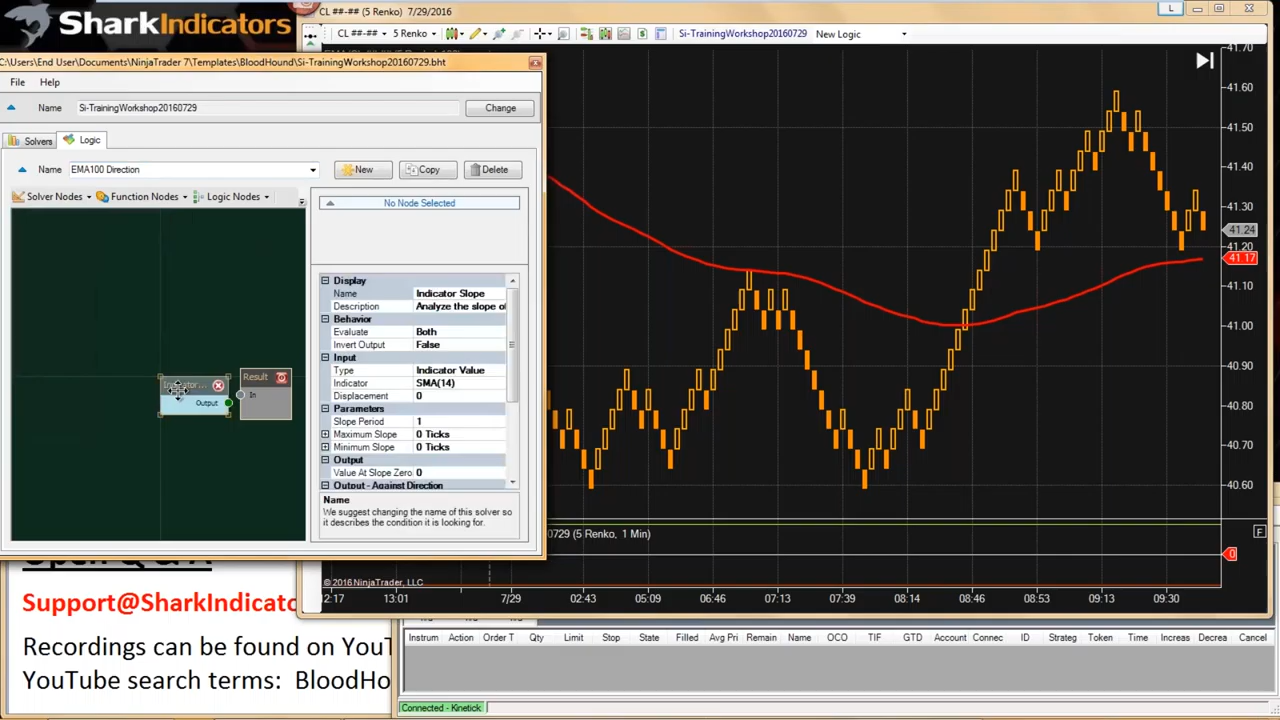 SharkIndicators
CL ##-## (5 Renko) 7/29/2016
L
CL ##-##
5 Renko
Si-TrainingWorkshop20160729
New Logic
C:\Users\End User\Documents\NinjaTrader 7\Templates\BloodHound\Si-TrainingWorkshop20160729.bht
File Help
Name Si-TrainingWorkshop20160729 Change
Solvers Logic
Name EMA100 Direction New Copy Delete
Solver Nodes Function Nodes Logic Nodes
No Node Selected
Display
Name Indicator Slope
Description Analyze the slope of
Behavior
Evaluate Both
Invert Output False
Input
Type Indicator Value
Indicator SMA(14)
Displacement 0
Parameters
Slope Period 1
Maximum Slope 0 Ticks
Minimum Slope 0 Ticks
Output
Value At Slope Zero 0
Output - Against Direction
Name
We suggest changing the name of this solver so
it describes the condition it is looking for.
Output
Result
In
41.70
41.60
41.50
41.40
41.30
41.24
41.20
41.17
41.10
41.00
40.90
40.80
40.70
40.60
F
0729 (5 Renko, 1 Min)
0
© 2016 NinjaTrader, LLC
12:17 13:01 7/29 02:43 05:09 06:46 07:13 07:39 08:14 08:46 08:53 09:13 09:30
Support@SharkIndicato
Recordings can be found on YouT
YouTube search terms: BloodHo
Instrum Action Order T Qty Limit Stop State Filled Avg Pri Remain Name OCO TIF GTD Account Connec ID Strateg Token Time Increas Decrea Cancel
Connected - Kinetick